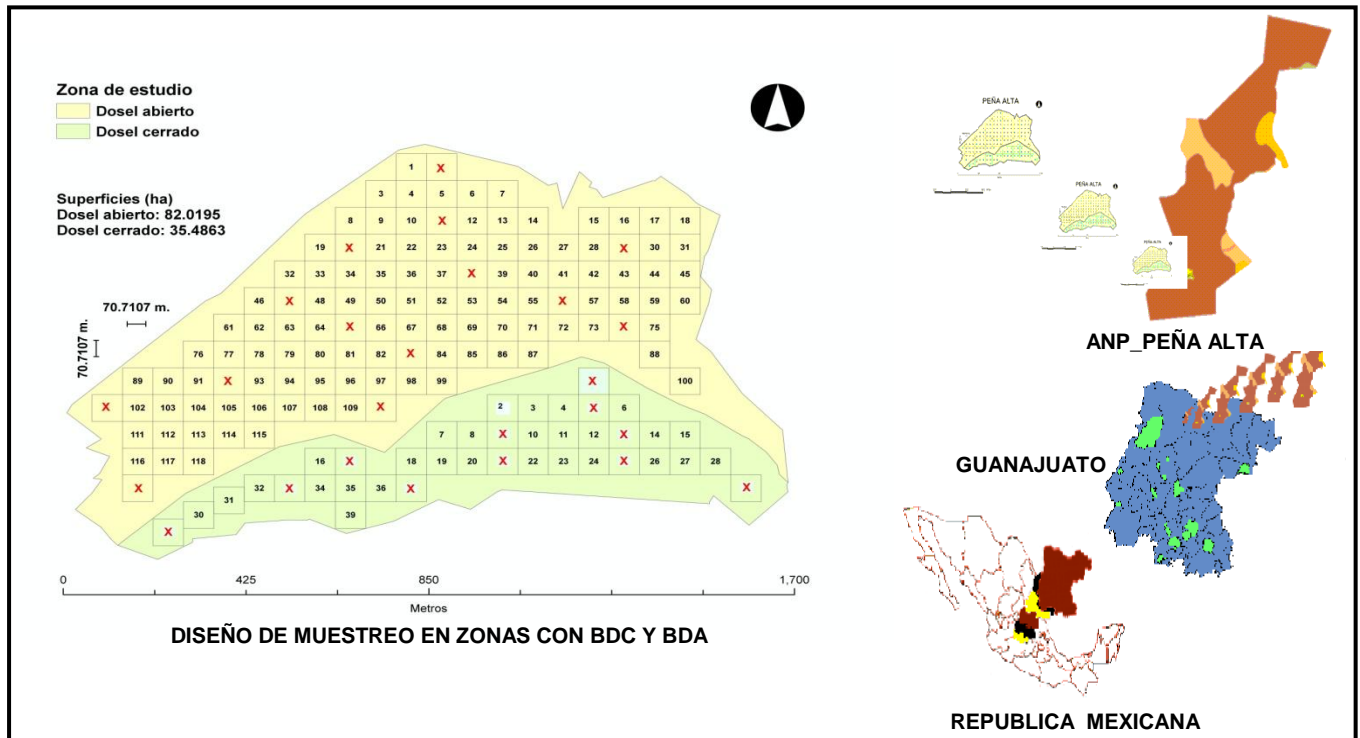 Zona de estudio
Dosel abierto
Dosel cerrado
Superficies (ha)
Dosel abierto: 82.0195
Dosel cerrado: 35.4863
70.7107 m.
70.7107 m.
1 X
3 4 5 6 7
8 9 10 X 12 13 14 15 16 17 18
19 X 21 22 23 24 25 26 27 28 X 30 31
32 33 34 35 36 37 X 39 40 41 42 43 44 45
46 X 48 49 50 51 52 53 54 55 X 57 58 59 60
61 62 63 64 X 66 67 68 69 70 71 72 73 X 75
76 77 78 79 80 81 82 X 84 85 86 87 88
89 90 91 X 93 94 95 96 97 98 99 X 100
X 102 103 104 105 106 107 108 109 X 2 3 4 X 6
111 112 113 114 115 7 8 X 10 11 12 X 14 15
116 117 118 16 X 18 19 20 X 22 23 24 X 26 27 28
X 32 X 34 35 36 X X
31
30 39
X
0 425 850 1,700
Metros
DISEÑO DE MUESTREO EN ZONAS CON BDC Y BDA
PEÑA ALTA
PEÑA ALTA
PEÑA ALTA
ANP_PEÑA ALTA
GUANAJUATO
REPUBLICA MEXICANA